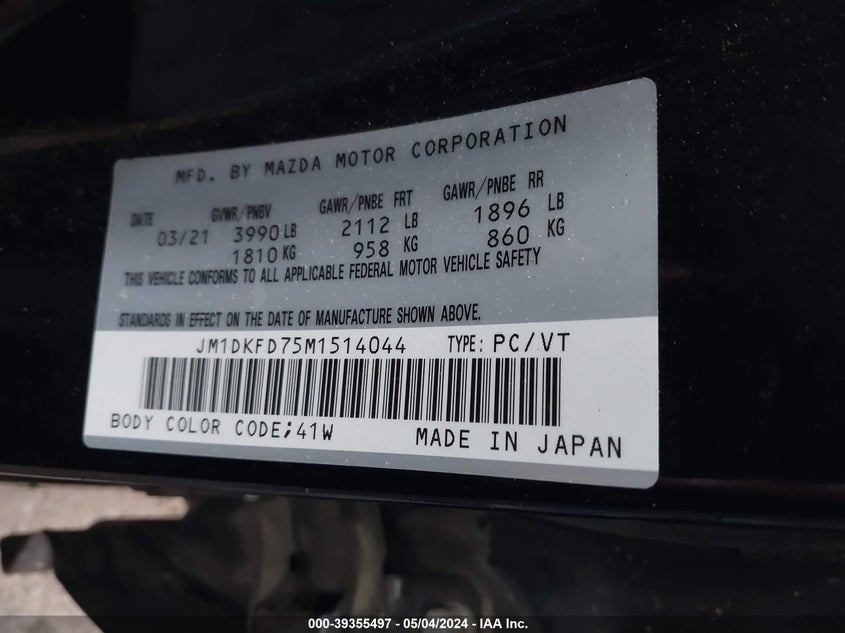 MFD. BY MAZDA MOTOR CORPORATION
DATE GVWR/PNBV GAWR/PNBE FRT GAWR/PNBE RR
03/21 3990 LB 2112 LB 1896 LB
1810 KG 958 KG 860 KG
THIS VEHICLE CONFORMS TO ALL APPLICABLE FEDERAL MOTOR VEHICLE SAFETY
STANDARDS IN EFFECT ON THE DATE OF MANUFACTURE SHOWN ABOVE.
JM1DKFD75M1514044 TYPE: PC/VT
BODY COLOR CODE;41W MADE IN JAPAN
000-39355497 - 05/04/2024 - IAA Inc.